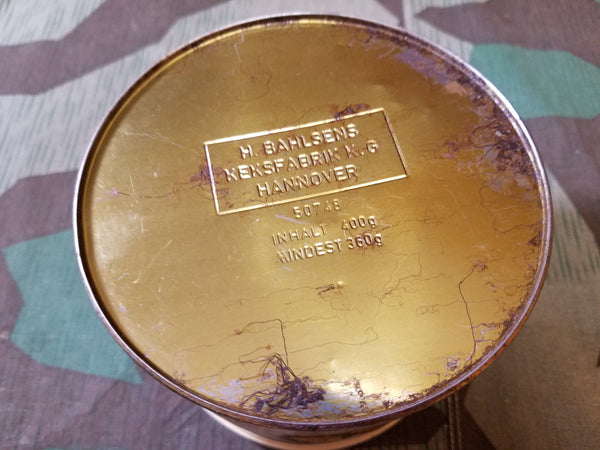 H. BAHLSENS
KEKSFABRIK K.G
HANNOVER
50748
INHALT 400g
MINDEST 360g